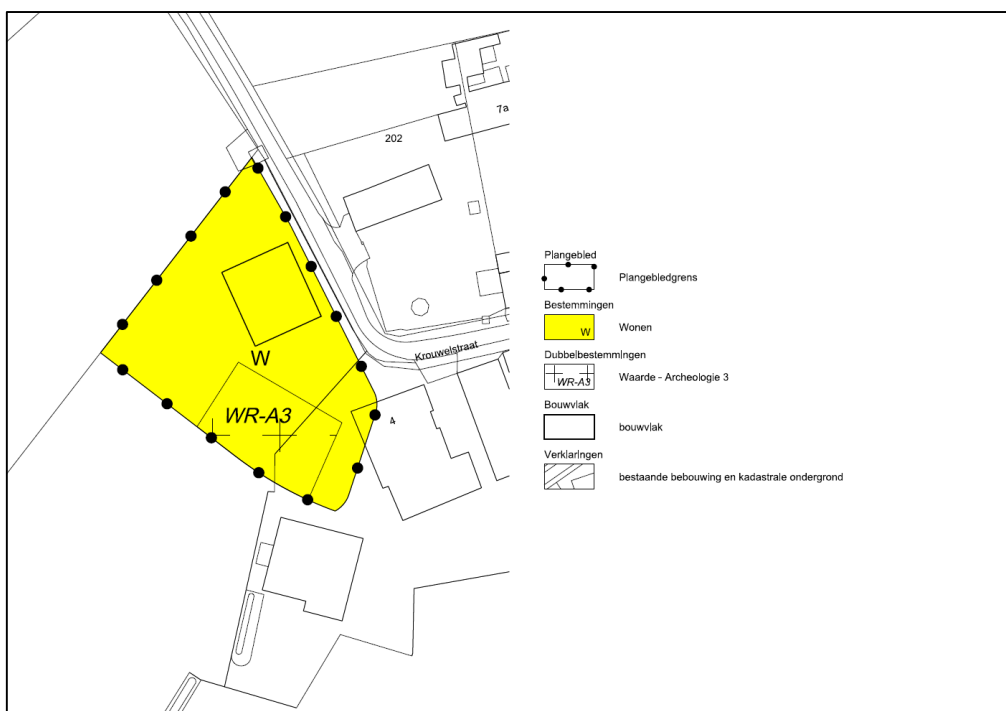 7a
202
Krouwelstraat
W
WR-A3
4
Plangebied
Plangebiedgrens
Bestemmingen
W
Wonen
Dubbelbestemmingen
WR-A3
Waarde - Archeologie 3
Bouwvlak
bouwvlak
Verklaringen
bestaande bebouwing en kadastrale ondergrond